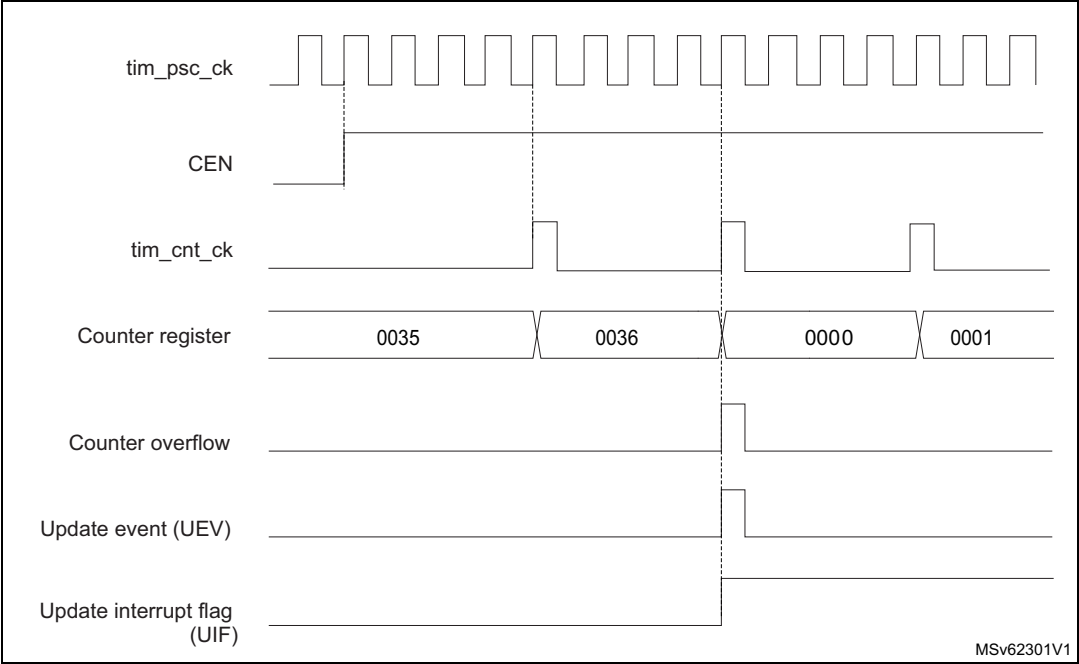 tim_psc_ck
CEN
tim_cnt_ck
Counter register
0035
0036
0000
0001
Counter overflow
Update event (UEV)
Update interrupt flag
(UIF)
MSv62301V1